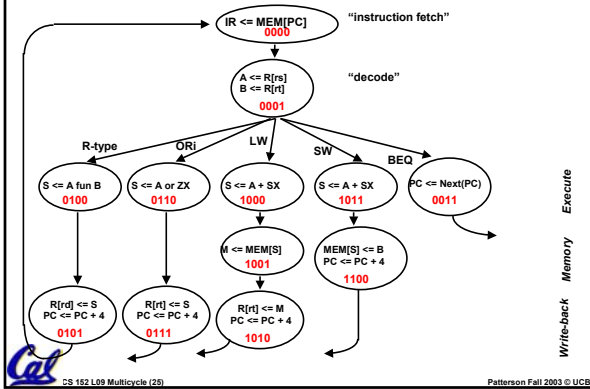 IR <= MEM[PC]
0000
“instruction fetch”
A <= R[rs]
B <= R[rt]
0001
“decode”
R-type
ORi
LW
SW
BEQ
S <= A fun B
0100
S <= A or ZX
0110
S <= A + SX
1000
S <= A + SX
1011
PC <= Next(PC)
0011
Execute
M <= MEM[S]
1001
MEM[S] <= B
PC <= PC + 4
1100
Memory
R[rd] <= S
PC <= PC + 4
0101
R[rt] <= S
PC <= PC + 4
0111
R[rt] <= M
PC <= PC + 4
1010
Write-back
Cal
CS 152 L09 Multicycle (25)
Patterson Fall 2003 © UCB